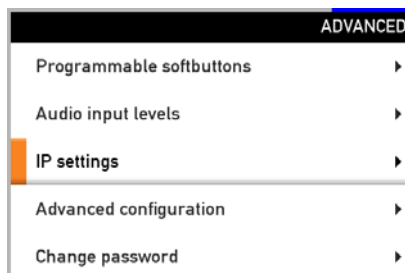 ADVANCED
Programmable softbuttons
Audio input levels
IP settings
Advanced configuration
Change password